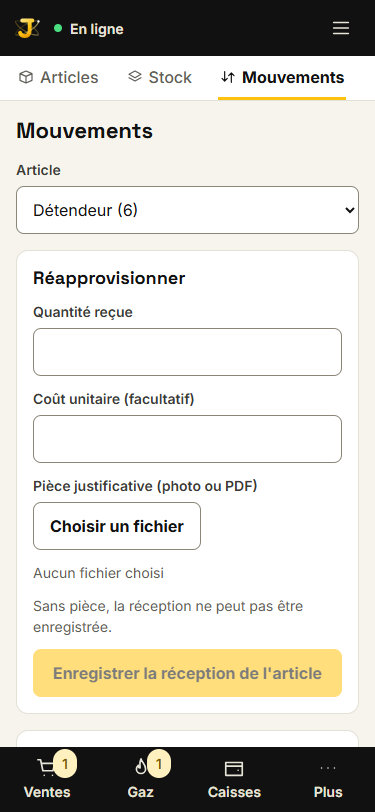 J
En ligne
Articles
Stock
Mouvements
Mouvements
Article
Détendeur (6)
Réapprovisionner
Quantité reçue
Coût unitaire (facultatif)
Pièce justificative (photo ou PDF)
Choisir un fichier
Aucun fichier choisi
Sans pièce, la réception ne peut pas être
enregistrée.
Enregistrer la réception de l'article
1
1
Ventes
Gaz
Caisses
Plus